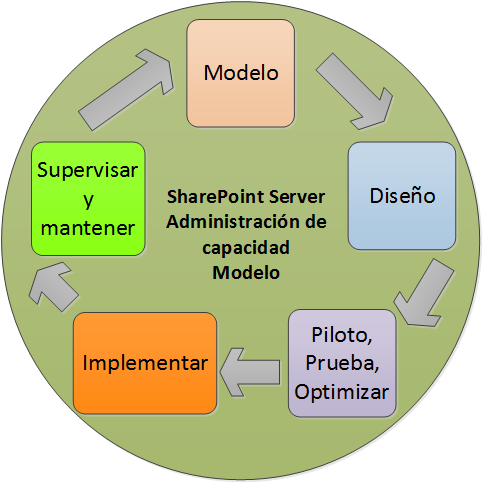 Modelo
Diseño
Piloto,
Prueba,
Optimizar
Implementar
Supervisar
y
mantener
SharePoint Server
Administración de
capacidad
Modelo